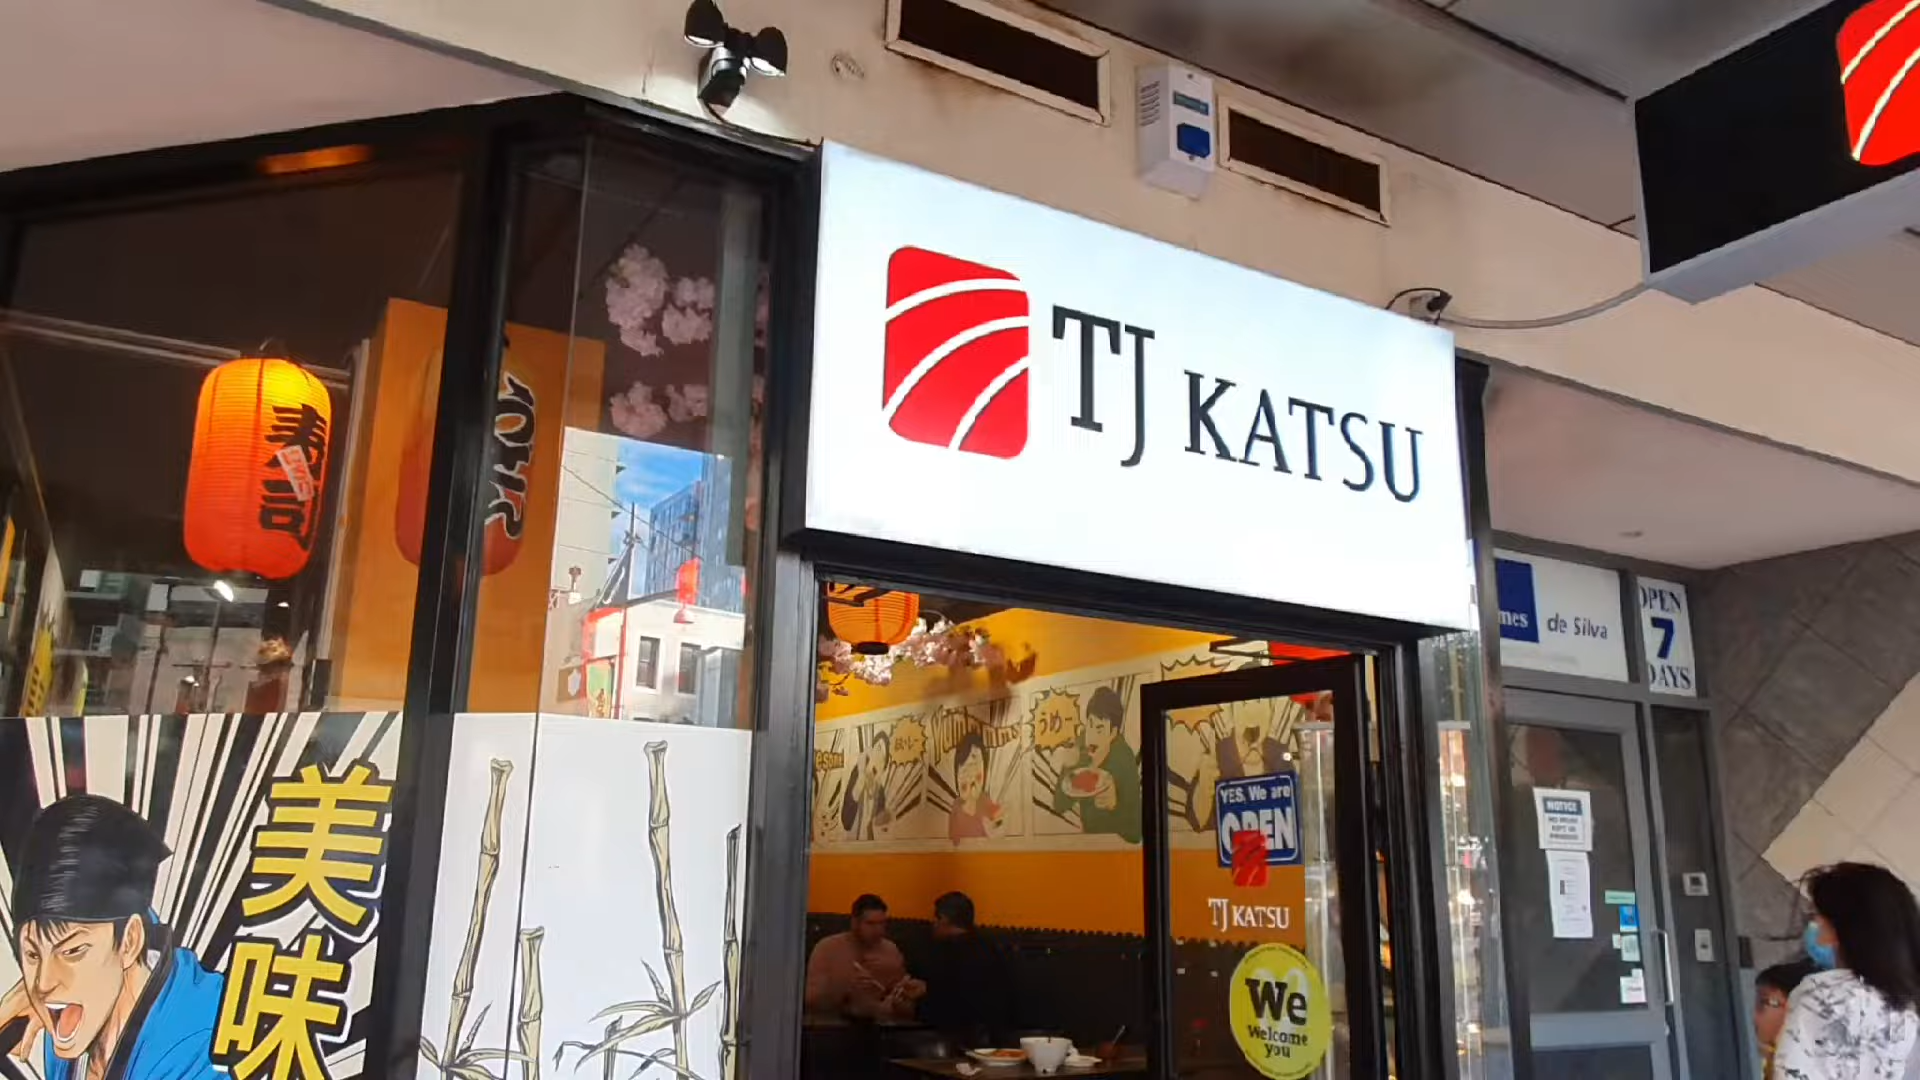 TJ KATSU
寿司
美味
Yummmms
うめー
YES, We are
OPEN
TJ KATSU
We
Welcome
you
de Silva
OPEN
7
DAYS
NOTICE